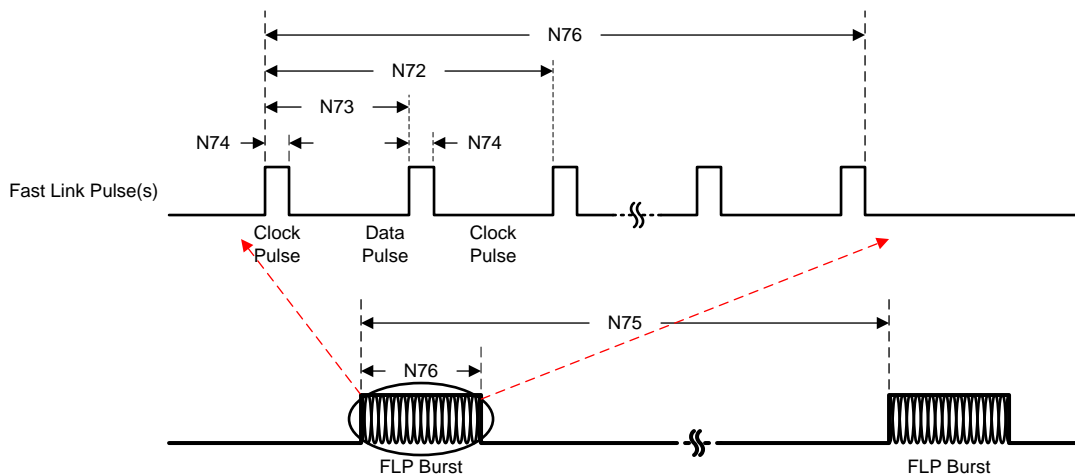 N76
N72
N73
N74
N74
Fast Link Pulse(s)
Clock Pulse
Data Pulse
Clock Pulse
N75
N76
FLP Burst
FLP Burst